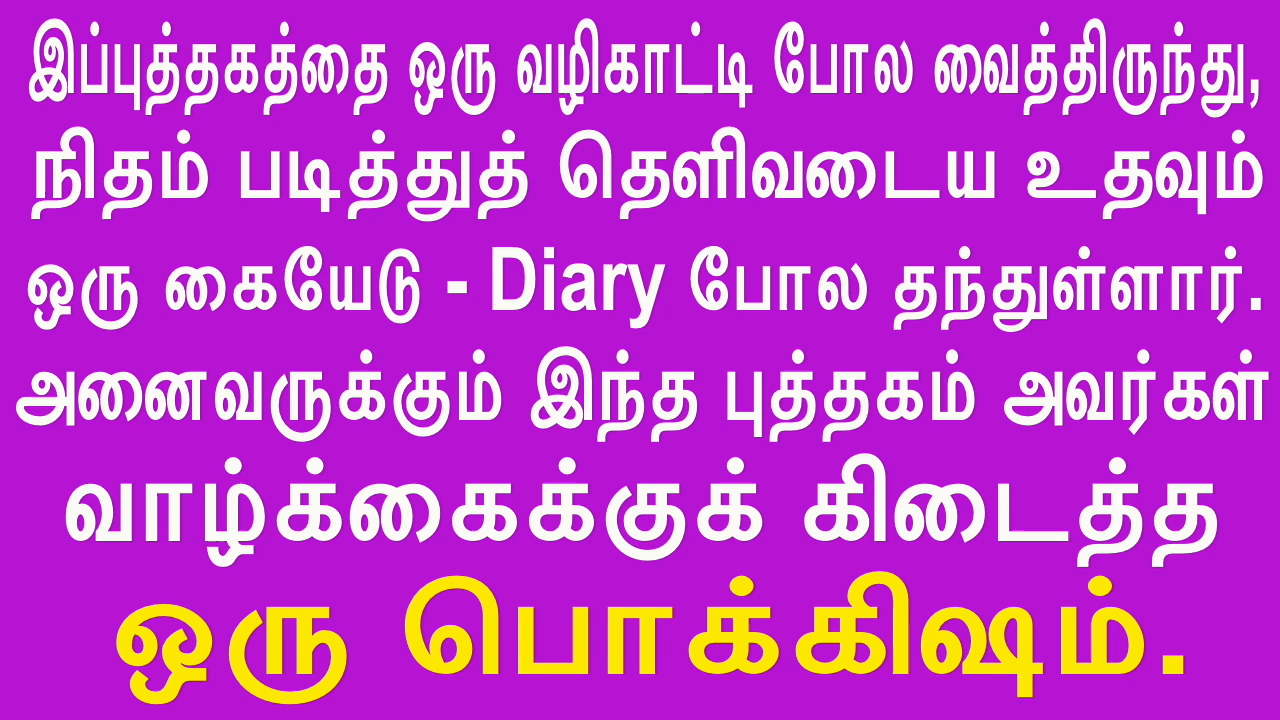 இப்புத்தகத்தை ஒரு வழிகாட்டி போல வைத்திருந்து,
நிதம் படித்துத் தெளிவடைய உதவும்
ஒரு கையேடு - Diary போல தந்துள்ளார்.
அனைவருக்கும் இந்த புத்தகம் அவர்கள்
வாழ்க்கைக்குக் கிடைத்த
ஒரு பொக்கிஷம்.